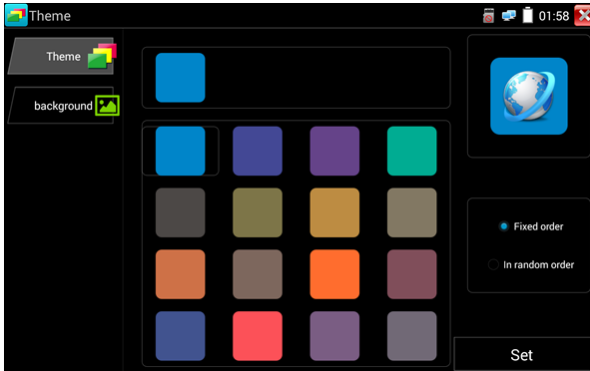 Theme
01:58
Theme
background
Fixed order
In random order
Set